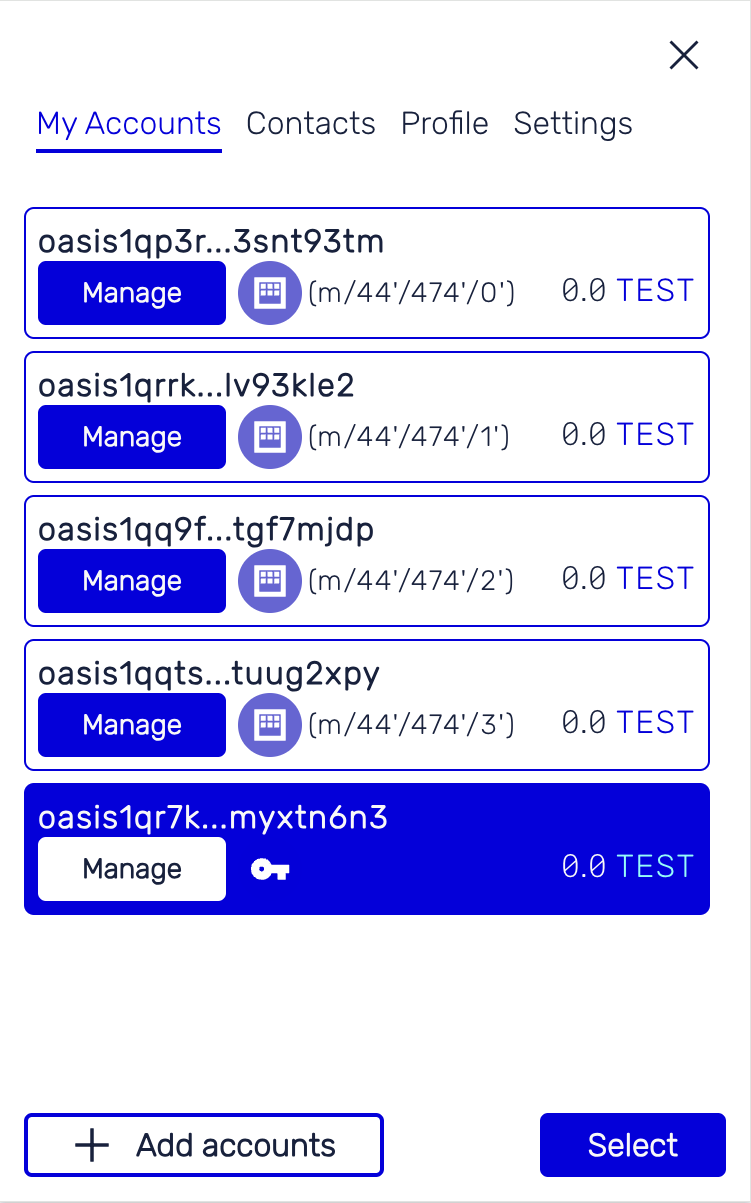 My Accounts Contacts Profile Settings
oasis1qp3r...3snt93tm
Manage (m/44'/474'/0') 0.0 TEST
oasis1qrrk...lv93kle2
Manage (m/44'/474'/1') 0.0 TEST
oasis1qq9f...tgf7mjdp
Manage (m/44'/474'/2') 0.0 TEST
oasis1qqts...tuug2xpy
Manage (m/44'/474'/3') 0.0 TEST
oasis1qr7k...myxtn6n3
Manage 0.0 TEST
Add accounts Select